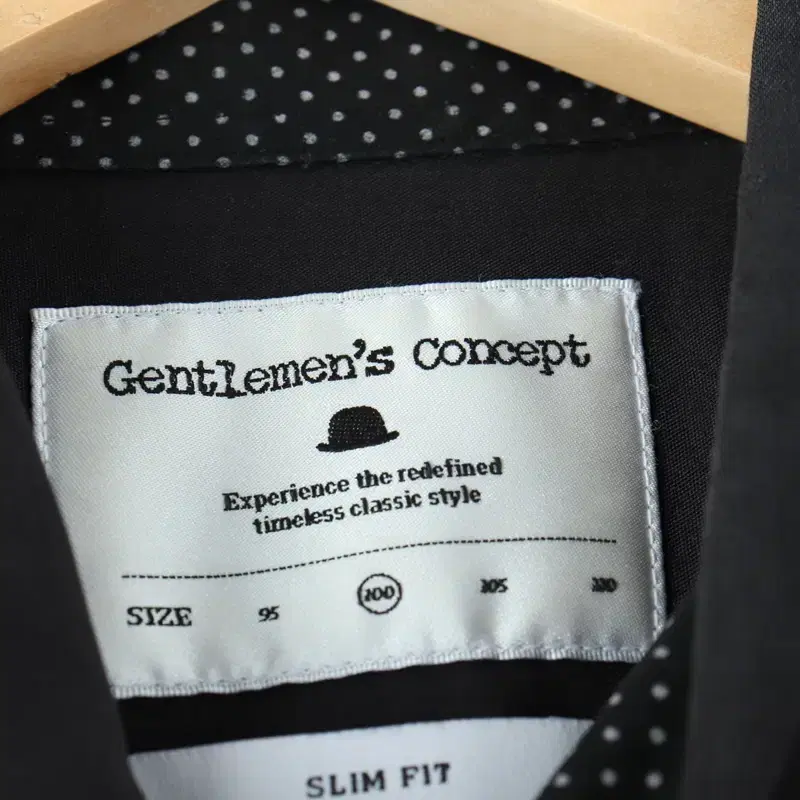 Gentlemen's Concept
Experience the redefined
timeless classic style
SIZE 95 100 105 110
SLIM FIT